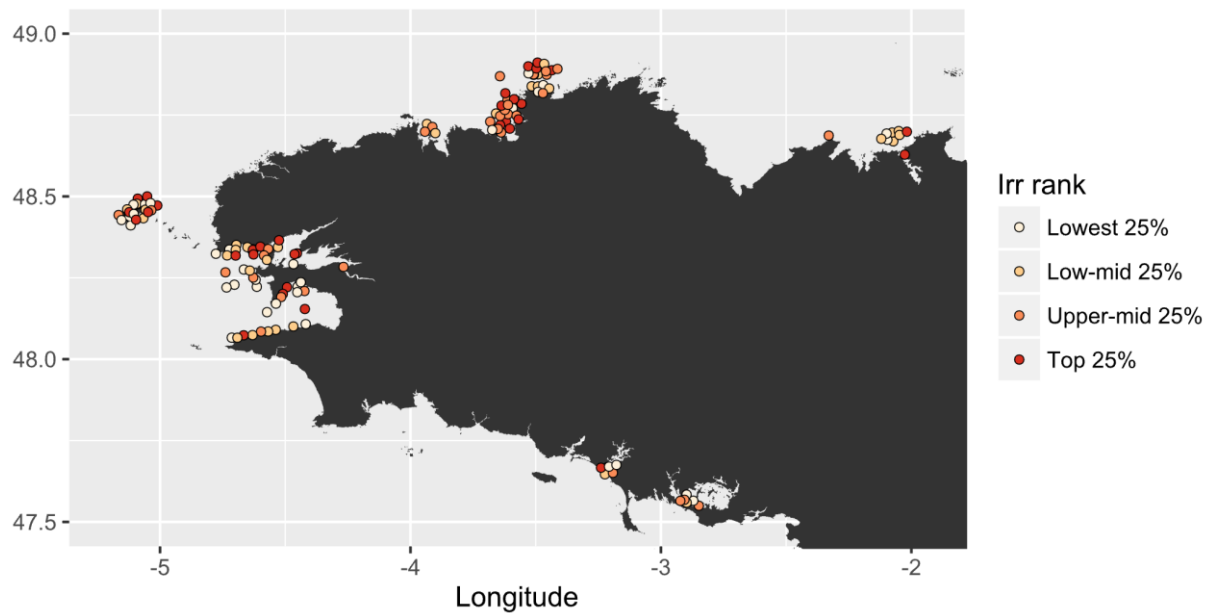 49.0
48.5
48.0
47.5
-5
-4
-3
-2
Longitude
Irr rank
Lowest 25%
Low-mid 25%
Upper-mid 25%
Top 25%